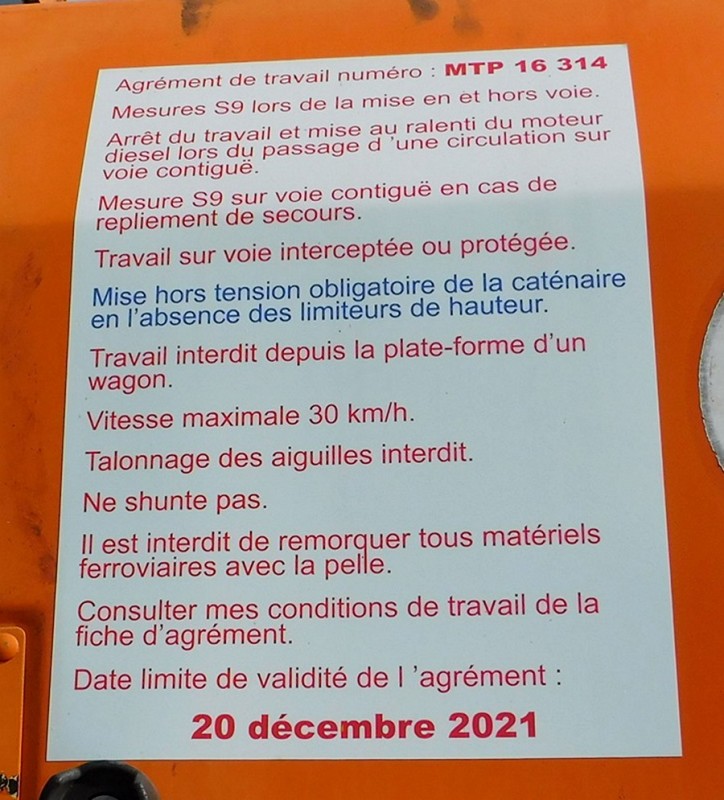 Agrément de travail numéro : MTP 16 314
Mesures S9 lors de la mise en et hors voie.
Arrêt du travail et mise au ralenti du moteur
diesel lors du passage d 'une circulation sur
voie contiguë.
Mesure S9 sur voie contiguë en cas de
repliement de secours.
Travail sur voie interceptée ou protégée.
Mise hors tension obligatoire de la caténaire
en l'absence des limiteurs de hauteur.
Travail interdit depuis la plate-forme d'un
wagon.
Vitesse maximale 30 km/h.
Talonnage des aiguilles interdit.
Ne shunte pas.
Il est interdit de remorquer tous matériels
ferroviaires avec la pelle.
Consulter mes conditions de travail de la
fiche d'agrément.
Date limite de validité de l 'agrément :
20 décembre 2021